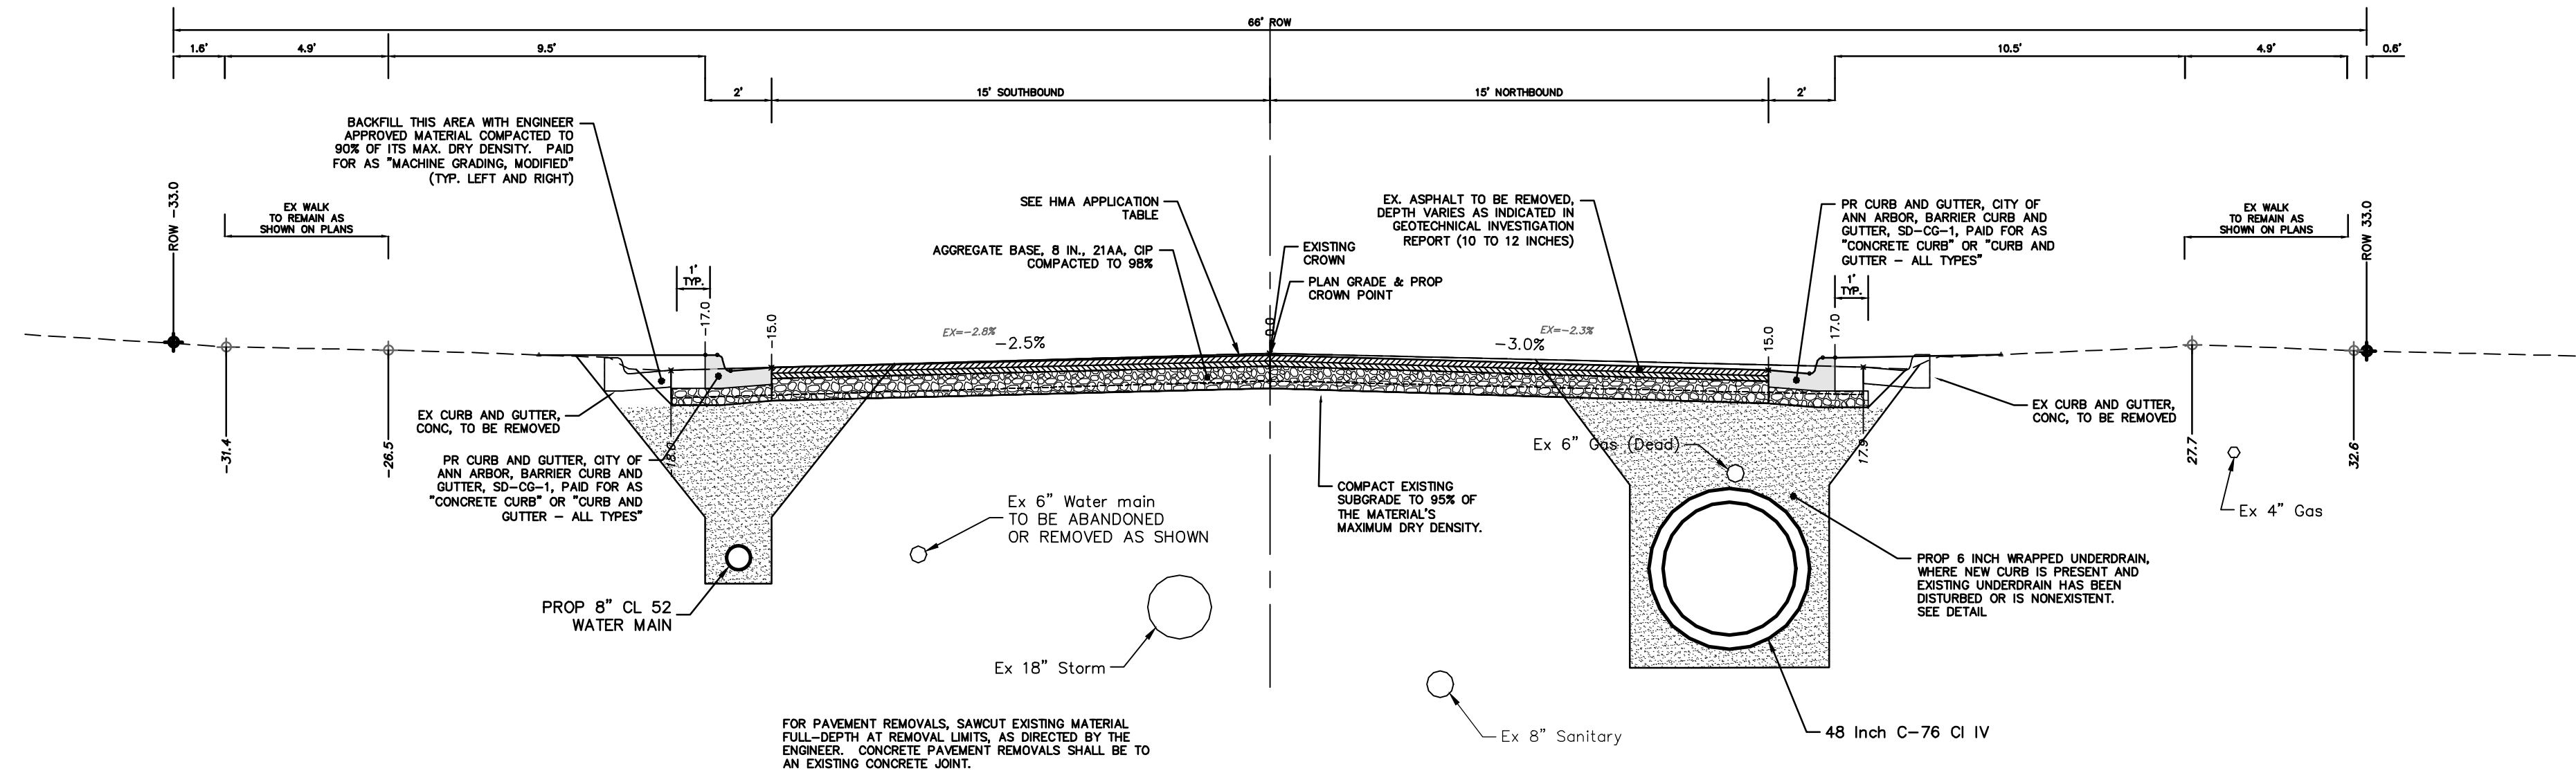 66' ROW
1.6'
4.9'
9.5'
10.5'
4.9'
0.6'
2'
15' SOUTHBOUND
15' NORTHBOUND
2'
BACKFILL THIS AREA WITH ENGINEER
APPROVED MATERIAL COMPACTED TO
90% OF ITS MAX. DRY DENSITY. PAID
FOR AS "MACHINE GRADING, MODIFIED"
(TYP. LEFT AND RIGHT)
ROW -33.0
EX WALK
TO REMAIN AS
SHOWN ON PLANS
SEE HMA APPLICATION
TABLE
AGGREGATE BASE, 8 IN., 21AA, CIP
COMPACTED TO 98%
EXISTING
CROWN
PLAN GRADE & PROP
CROWN POINT
EX. ASPHALT TO BE REMOVED,
DEPTH VARIES AS INDICATED IN
GEOTECHNICAL INVESTIGATION
REPORT (10 TO 12 INCHES)
PR CURB AND GUTTER, CITY OF
ANN ARBOR, BARRIER CURB AND
GUTTER, SD-CG-1, PAID FOR AS
"CONCRETE CURB" OR "CURB AND
GUTTER - ALL TYPES"
EX WALK
TO REMAIN AS
SHOWN ON PLANS
ROW 33.0
1'
TYP.
1'
TYP.
-17.0
-15.0
0.0
15.0
17.0
EX=-2.8%
-2.5%
EX=-2.3%
-3.0%
EX CURB AND GUTTER,
CONC, TO BE REMOVED
EX CURB AND GUTTER,
CONC, TO BE REMOVED
-31.4
-26.5
-18.0
17.9
27.7
32.6
PR CURB AND GUTTER, CITY OF
ANN ARBOR, BARRIER CURB AND
GUTTER, SD-CG-1, PAID FOR AS
"CONCRETE CURB" OR "CURB AND
GUTTER - ALL TYPES"
Ex 6" Gas (Dead)
Ex 6" Water main
TO BE ABANDONED
OR REMOVED AS SHOWN
COMPACT EXISTING
SUBGRADE TO 95% OF
THE MATERIAL'S
MAXIMUM DRY DENSITY.
Ex 4" Gas
PROP 6 INCH WRAPPED UNDERDRAIN,
WHERE NEW CURB IS PRESENT AND
EXISTING UNDERDRAIN HAS BEEN
DISTURBED OR IS NONEXISTENT.
SEE DETAIL
PROP 8" CL 52
WATER MAIN
Ex 18" Storm
Ex 8" Sanitary
48 Inch C-76 Cl IV
FOR PAVEMENT REMOVALS, SAWCUT EXISTING MATERIAL
FULL-DEPTH AT REMOVAL LIMITS, AS DIRECTED BY THE
ENGINEER. CONCRETE PAVEMENT REMOVALS SHALL BE TO
AN EXISTING CONCRETE JOINT.